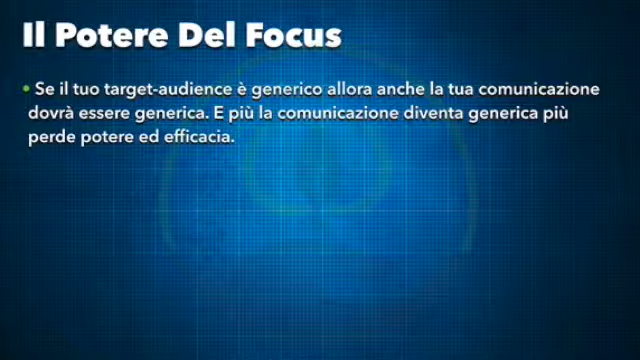 Il Potere Del Focus
• Se il tuo target-audience è generico allora anche la tua comunicazione
dovrà essere generica. E più la comunicazione diventa generica più
perde potere ed efficacia.